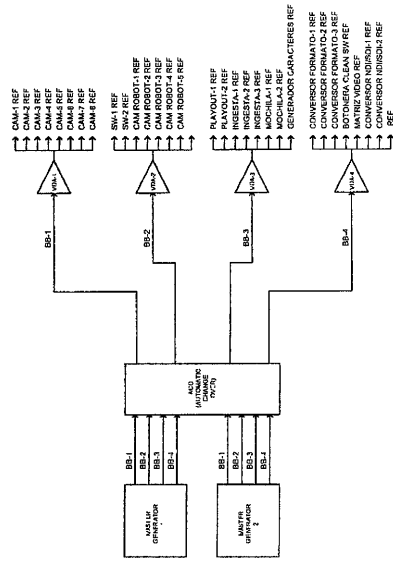 MASTER
GENERATOR
1
MASTER
GENERATOR
2
BB-1
BB-2
BB-3
BB-4
BB-1
BB-2
BB-3
BB-4
ACO
(AUTOMATIC
CHANGE
OVER)
BB-1
BB-2
BB-3
BB-4
VDA-1
VDA-2
VDA-3
VDA-4
CAM-1 REF
CAM-2 REF
CAM-3 REF
CAM-4 REF
CAM-5 REF
CAM-6 REF
CAM-7 REF
CAM-8 REF
SW-1 REF
SW-2 REF
CAM ROBOT-1 REF
CAM ROBOT-2 REF
CAM ROBOT-3 REF
CAM ROBOT-4 REF
CAM ROBOT-5 REF
PLAYOUT-1 REF
PLAYOUT-2 REF
INGESTA-1 REF
INGESTA-2 REF
INGESTA-3 REF
MOCHILA-1 REF
MOCHILA-2 REF
GENERADOR CARACTERES REF
CONVERSOR FORMATO-1 REF
CONVERSOR FORMATO-2 REF
CONVERSOR FORMATO-3 REF
BOTONERA CLEAN SW REF
MATRIZ VIDEO REF
CONVERSOR NDI/SDI-1 REF
CONVERSOR NDI/SDI-2 REF
REF